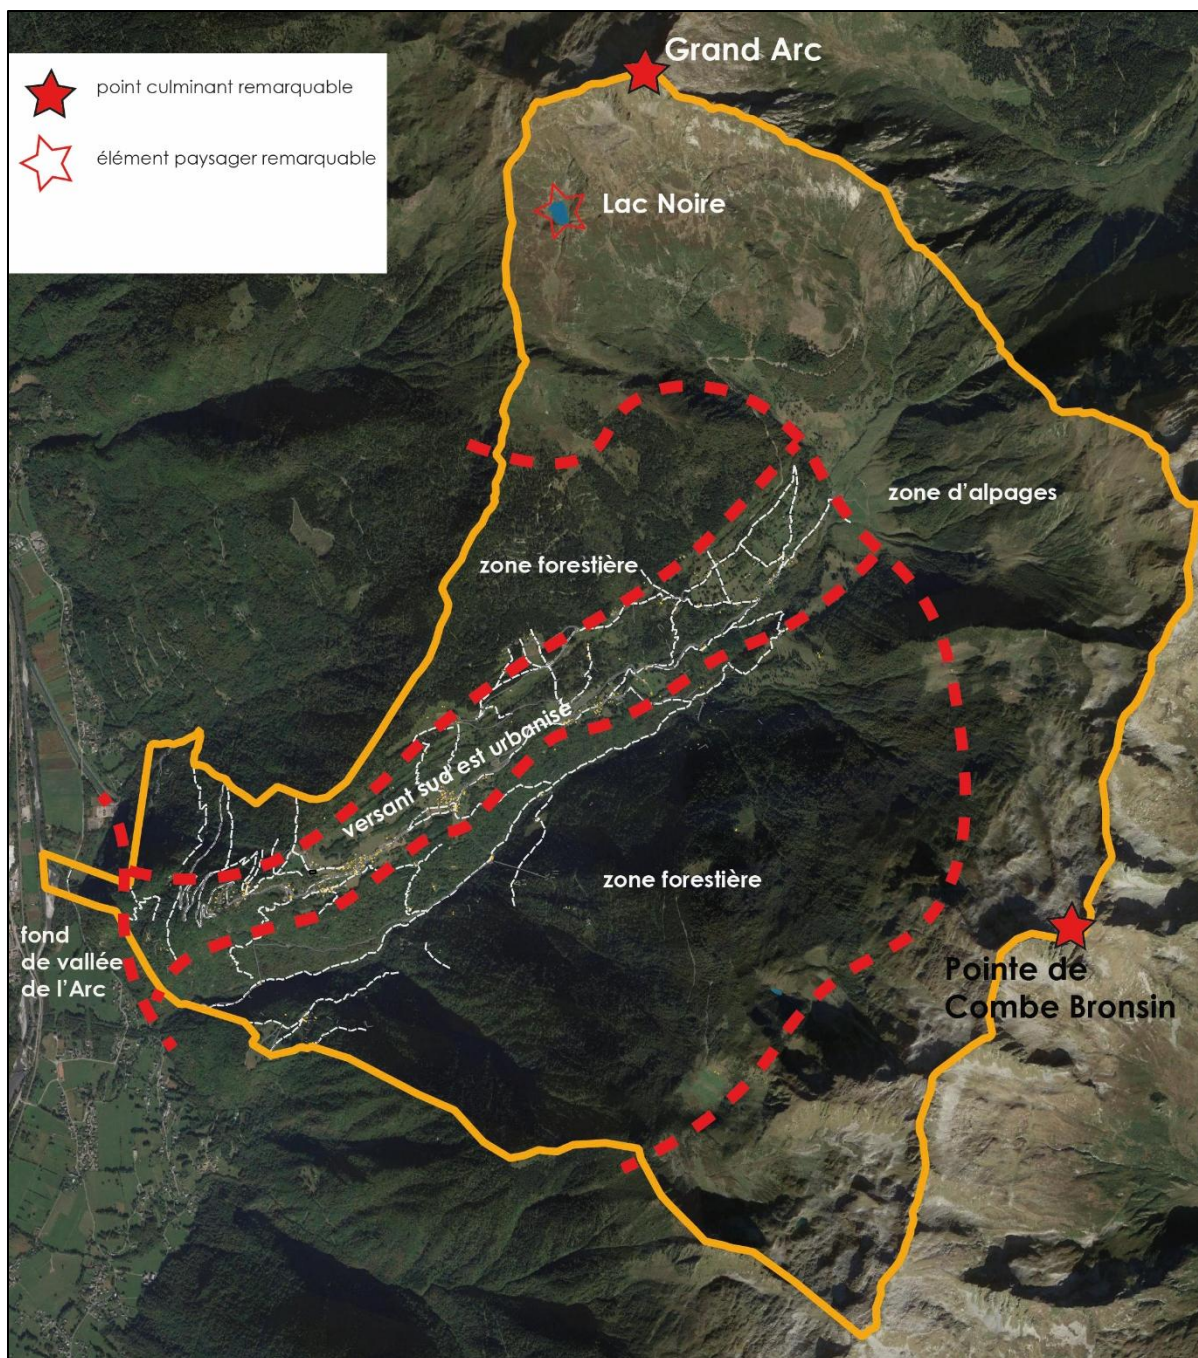 point culminant remarquable
élément paysager remarquable
Grand Arc
Lac Noire
zone d'alpages
zone forestière
versant sud est urbanisé
zone forestière
fond
de vallée
de l'Arc
Pointe de
Combe Bronsin